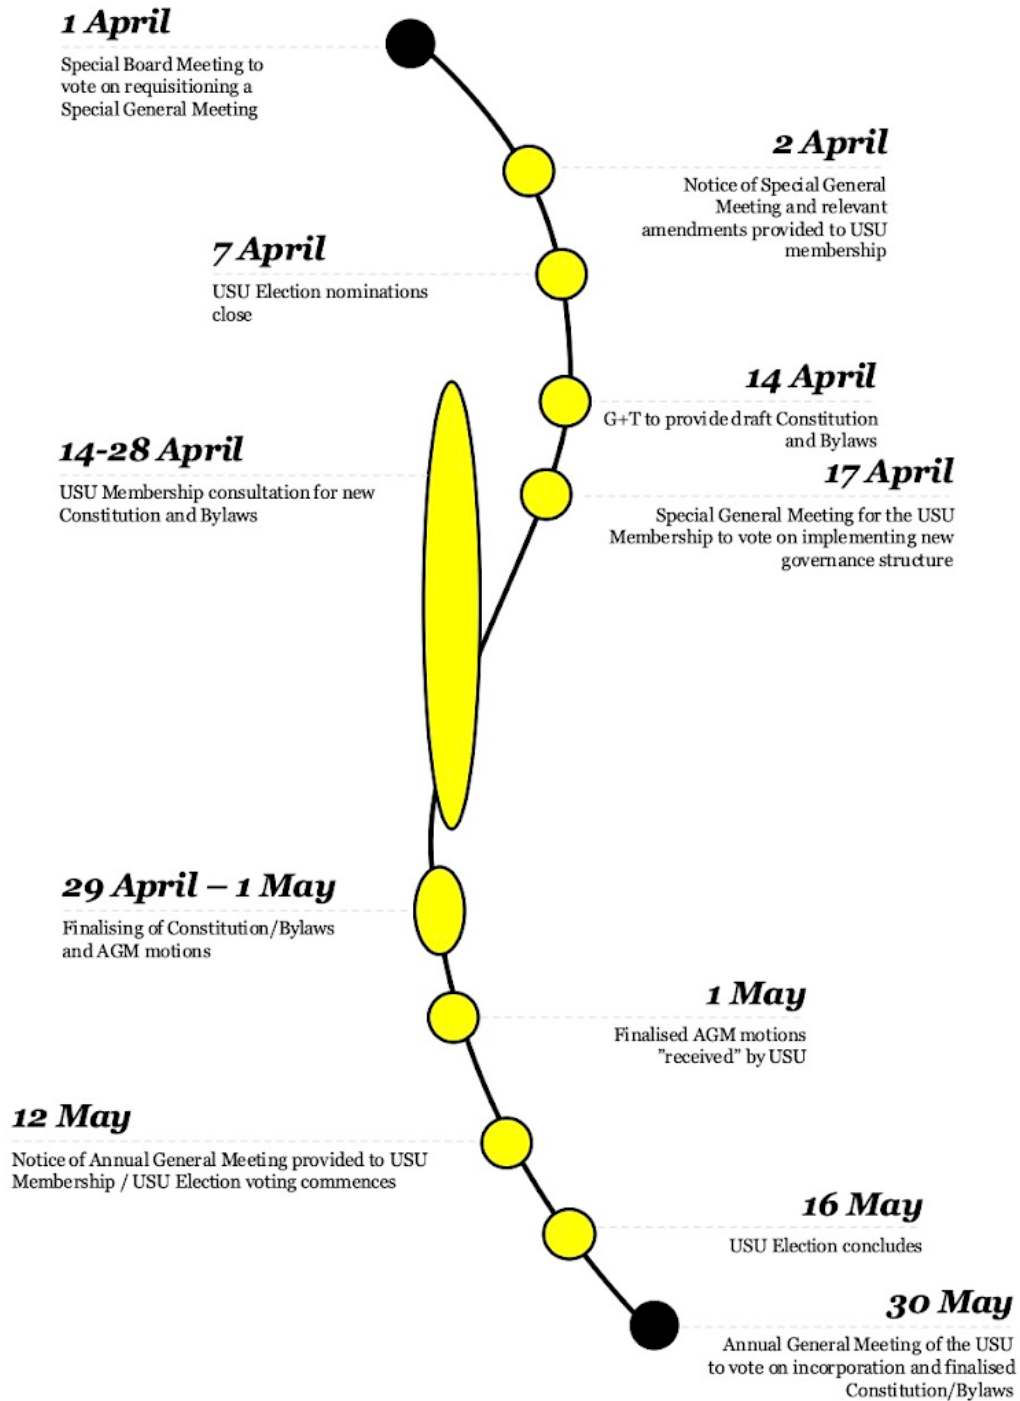 1 April
Special Board Meeting to
vote on requisitioning a
Special General Meeting
2 April
Notice of Special General
Meeting and relevant
amendments provided to USU
membership
7 April
USU Election nominations
close
14 April
G+T to provide draft Constitution
and Bylaws
14-28 April
USU Membership consultation for new
Constitution and Bylaws
17 April
Special General Meeting for the USU
Membership to vote on implementing new
governance structure
29 April – 1 May
Finalising of Constitution/Bylaws
and AGM motions
1 May
Finalised AGM motions
”received” by USU
12 May
Notice of Annual General Meeting provided to USU
Membership / USU Election voting commences
16 May
USU Election concludes
30 May
Annual General Meeting of the USU
to vote on incorporation and finalised
Constitution/Bylaws